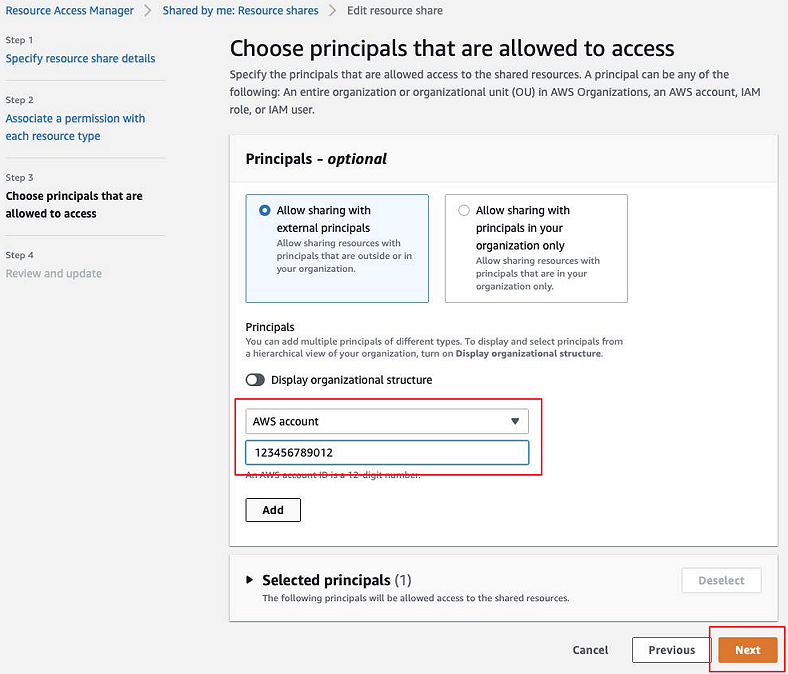 Resource Access Manager
Shared by me: Resource shares
Edit resource share
Step 1
Specify resource share details
Step 2
Associate a permission with
each resource type
Step 3
Choose principals that are
allowed to access
Step 4
Review and update
Choose principals that are allowed to access
Specify the principals that are allowed access to the shared resources. A principal can be any of the
following: An entire organization or organizational unit (OU) in AWS Organizations, an AWS account, IAM
role, or IAM user.
Principals - optional
Allow sharing with
external principals
Allow sharing resources with
principals that are outside or in
your organization.
Allow sharing with
principals in your
organization only
Allow sharing resources with
principals that are in your
organization only.
Principals
You can add multiple principals of different types. To display and select principals from
a hierarchical view of your organization, turn on Display organizational structure.
Display organizational structure
AWS account
123456789012
An AWS account ID is a 12-digit number.
Add
Selected principals (1)
The following principals will be allowed access to the shared resources.
Deselect
Cancel
Previous
Next